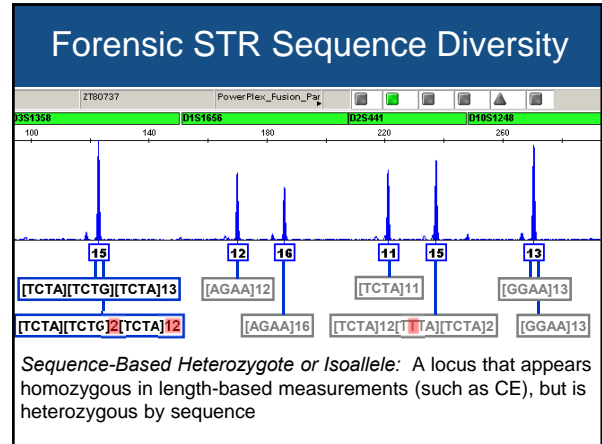 Forensic STR Sequence Diversity
ZT80737 PowerPlex_Fusion_Par
D3S1358 D1S1656 D2S441 D10S1248
100 140 180 220 260
15 12 16 11 15 13
[TCTA][TCTG][TCTA]13 [AGAA]12 [TCTA]11 [GGAA]13
[TCTA][TCTG]2[TCTA]12 [AGAA]16 [TCTA]12[TTTA][TCTA]2 [GGAA]13
Sequence-Based Heterozygote or Isoallele: A locus that appears
homozygous in length-based measurements (such as CE), but is
heterozygous by sequence